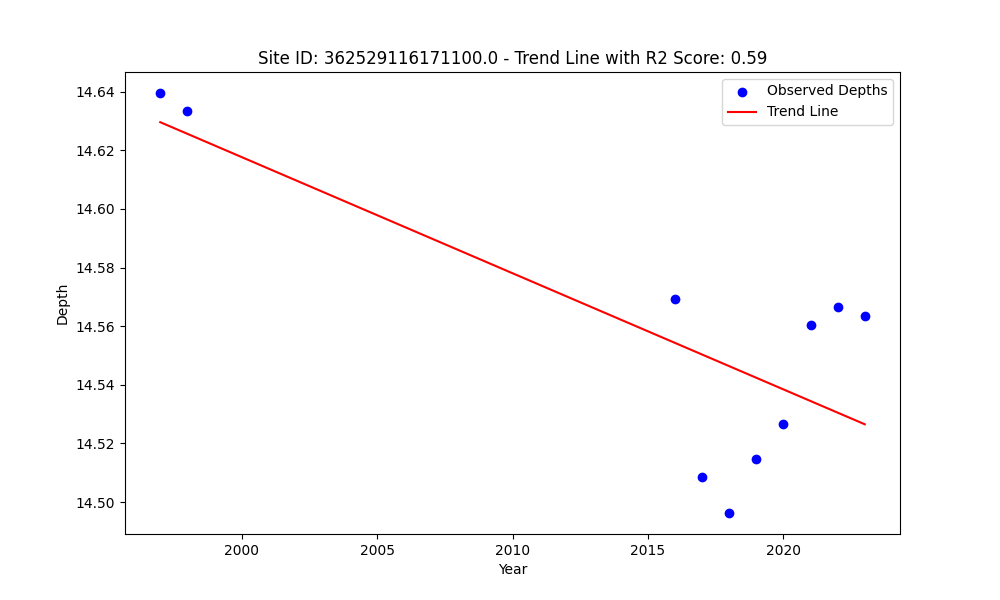 Site ID: 362529116171100.0 - Trend Line with R2 Score: 0.59
Observed Depths
Trend Line
14.64
14.62
14.60
14.58
14.56
14.54
14.52
14.50
Depth
2000
2005
2010
2015
2020
Year